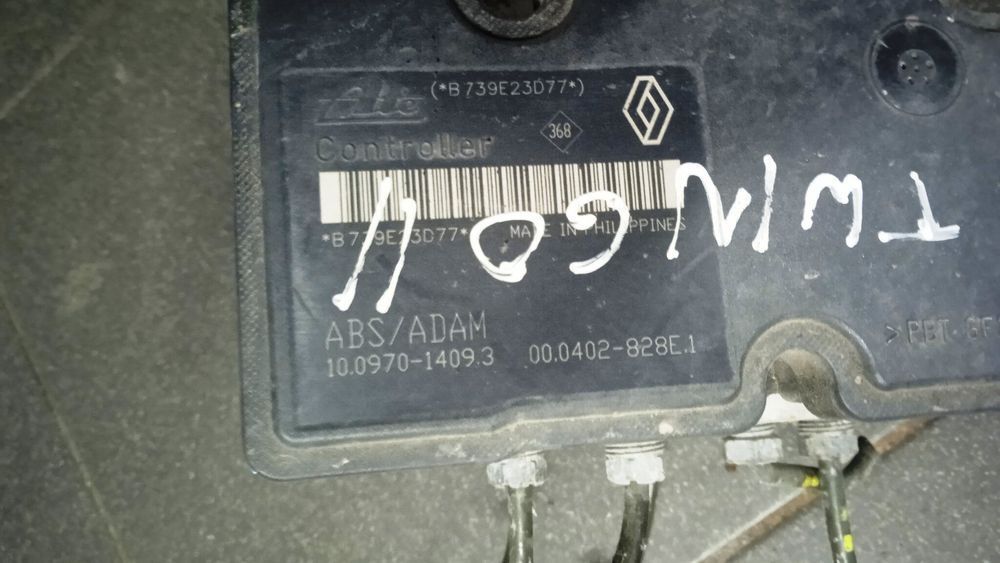 (*B739E23D77*)
Ate
368
Controller
*B739E23D77*
MADE IN PHILIPPINES
TWINGO 11
ABS/ADAM
10.0970-1409.3 00.0402-828E.1
>PBT-GF